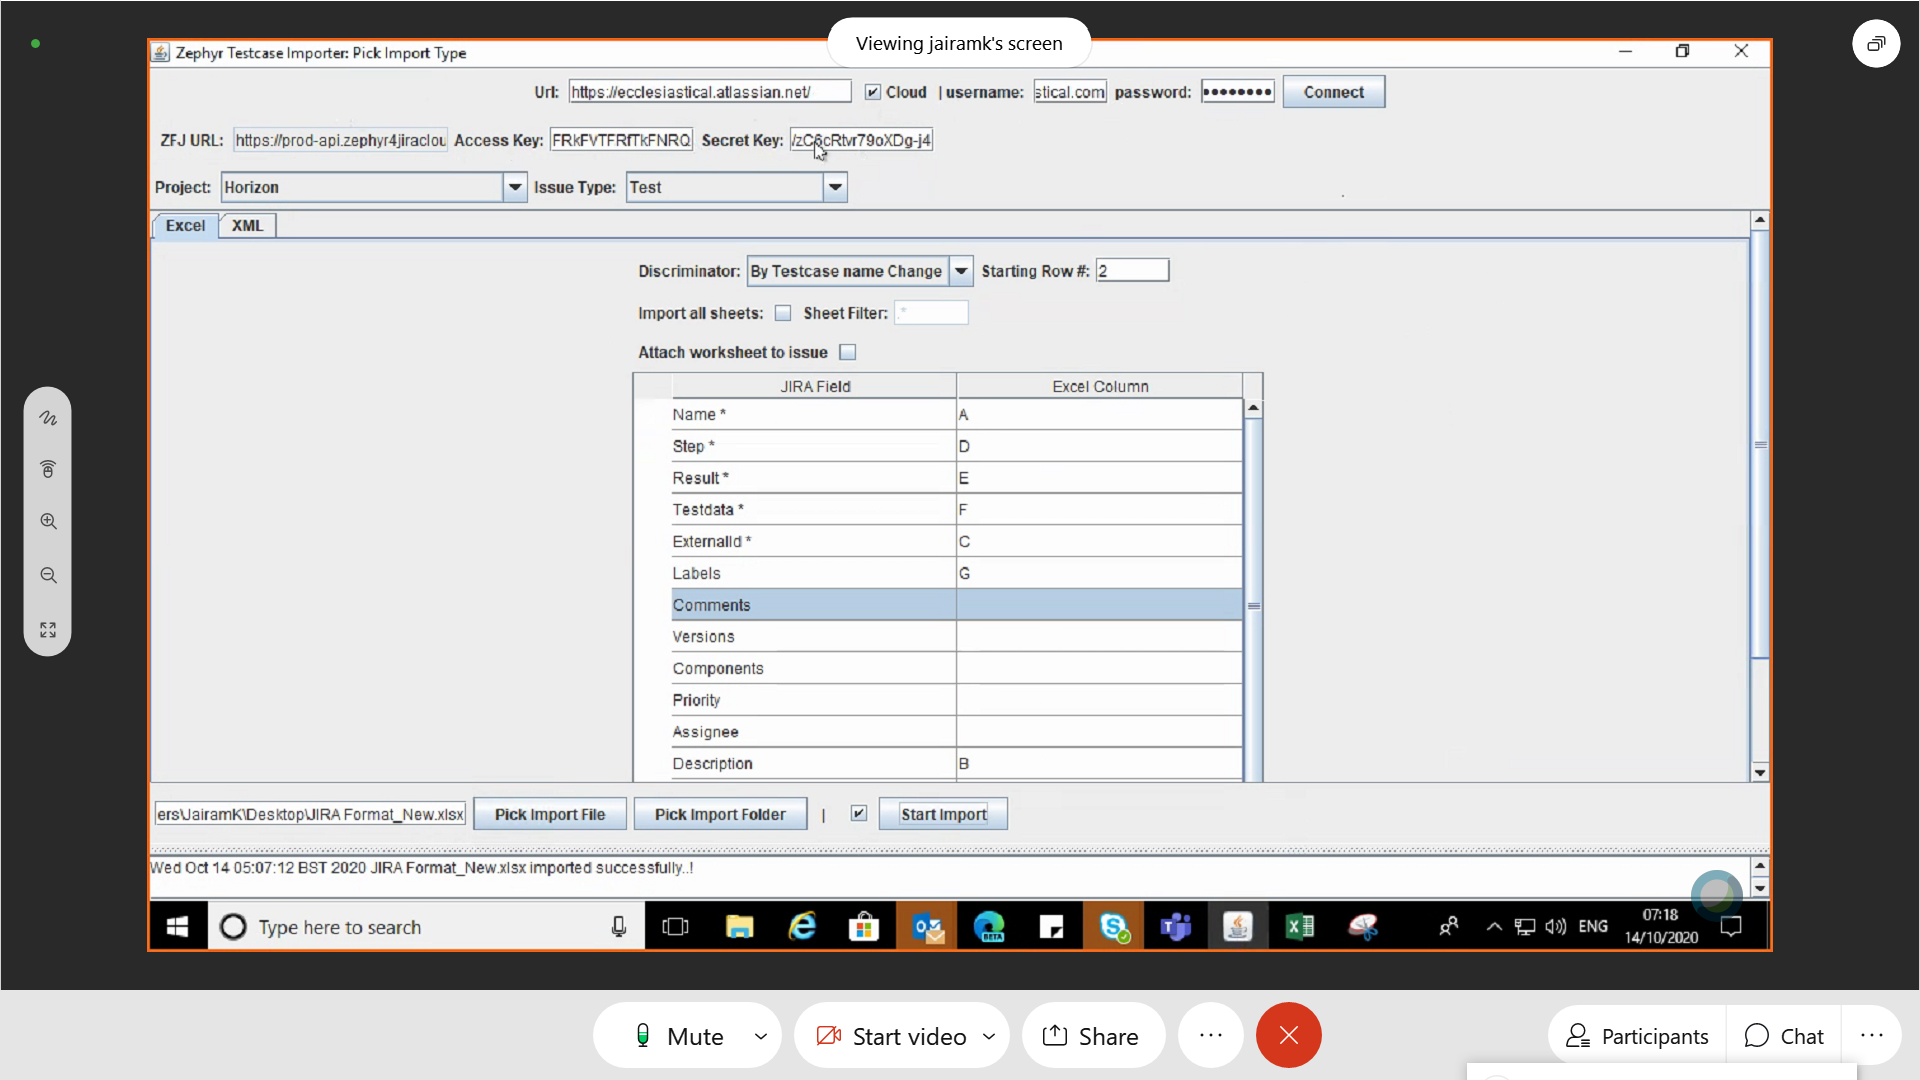 Viewing jairamk's screen
Zephyr Testcase Importer: Pick Import Type
Url: https://ecclesiastical.atlassian.net/ Cloud | username: stical.com password: •••••••• Connect
ZFJ URL: https://prod-api.zephyr4jiraclou Access Key: FRkFVTFRfTkFNRQ Secret Key: /zC6cRtvr79oXDg-j4
Project: Horizon Issue Type: Test
Excel XML
Discriminator: By Testcase name Change Starting Row #: 2
Import all sheets: Sheet Filter: .*
Attach worksheet to issue
JIRA Field Excel Column
Name * A
Step * D
Result * E
Testdata * F
ExternalId * C
Labels G
Comments
Versions
Components
Priority
Assignee
Description B
ers\JairamK\Desktop\JIRA Format_New.xlsx Pick Import File Pick Import Folder | Start Import
Wed Oct 14 05:07:12 BST 2020 JIRA Format_New.xlsx imported successfully..!
Type here to search BETA ENG 07:18
14/10/2020
Mute Start video Share Participants Chat